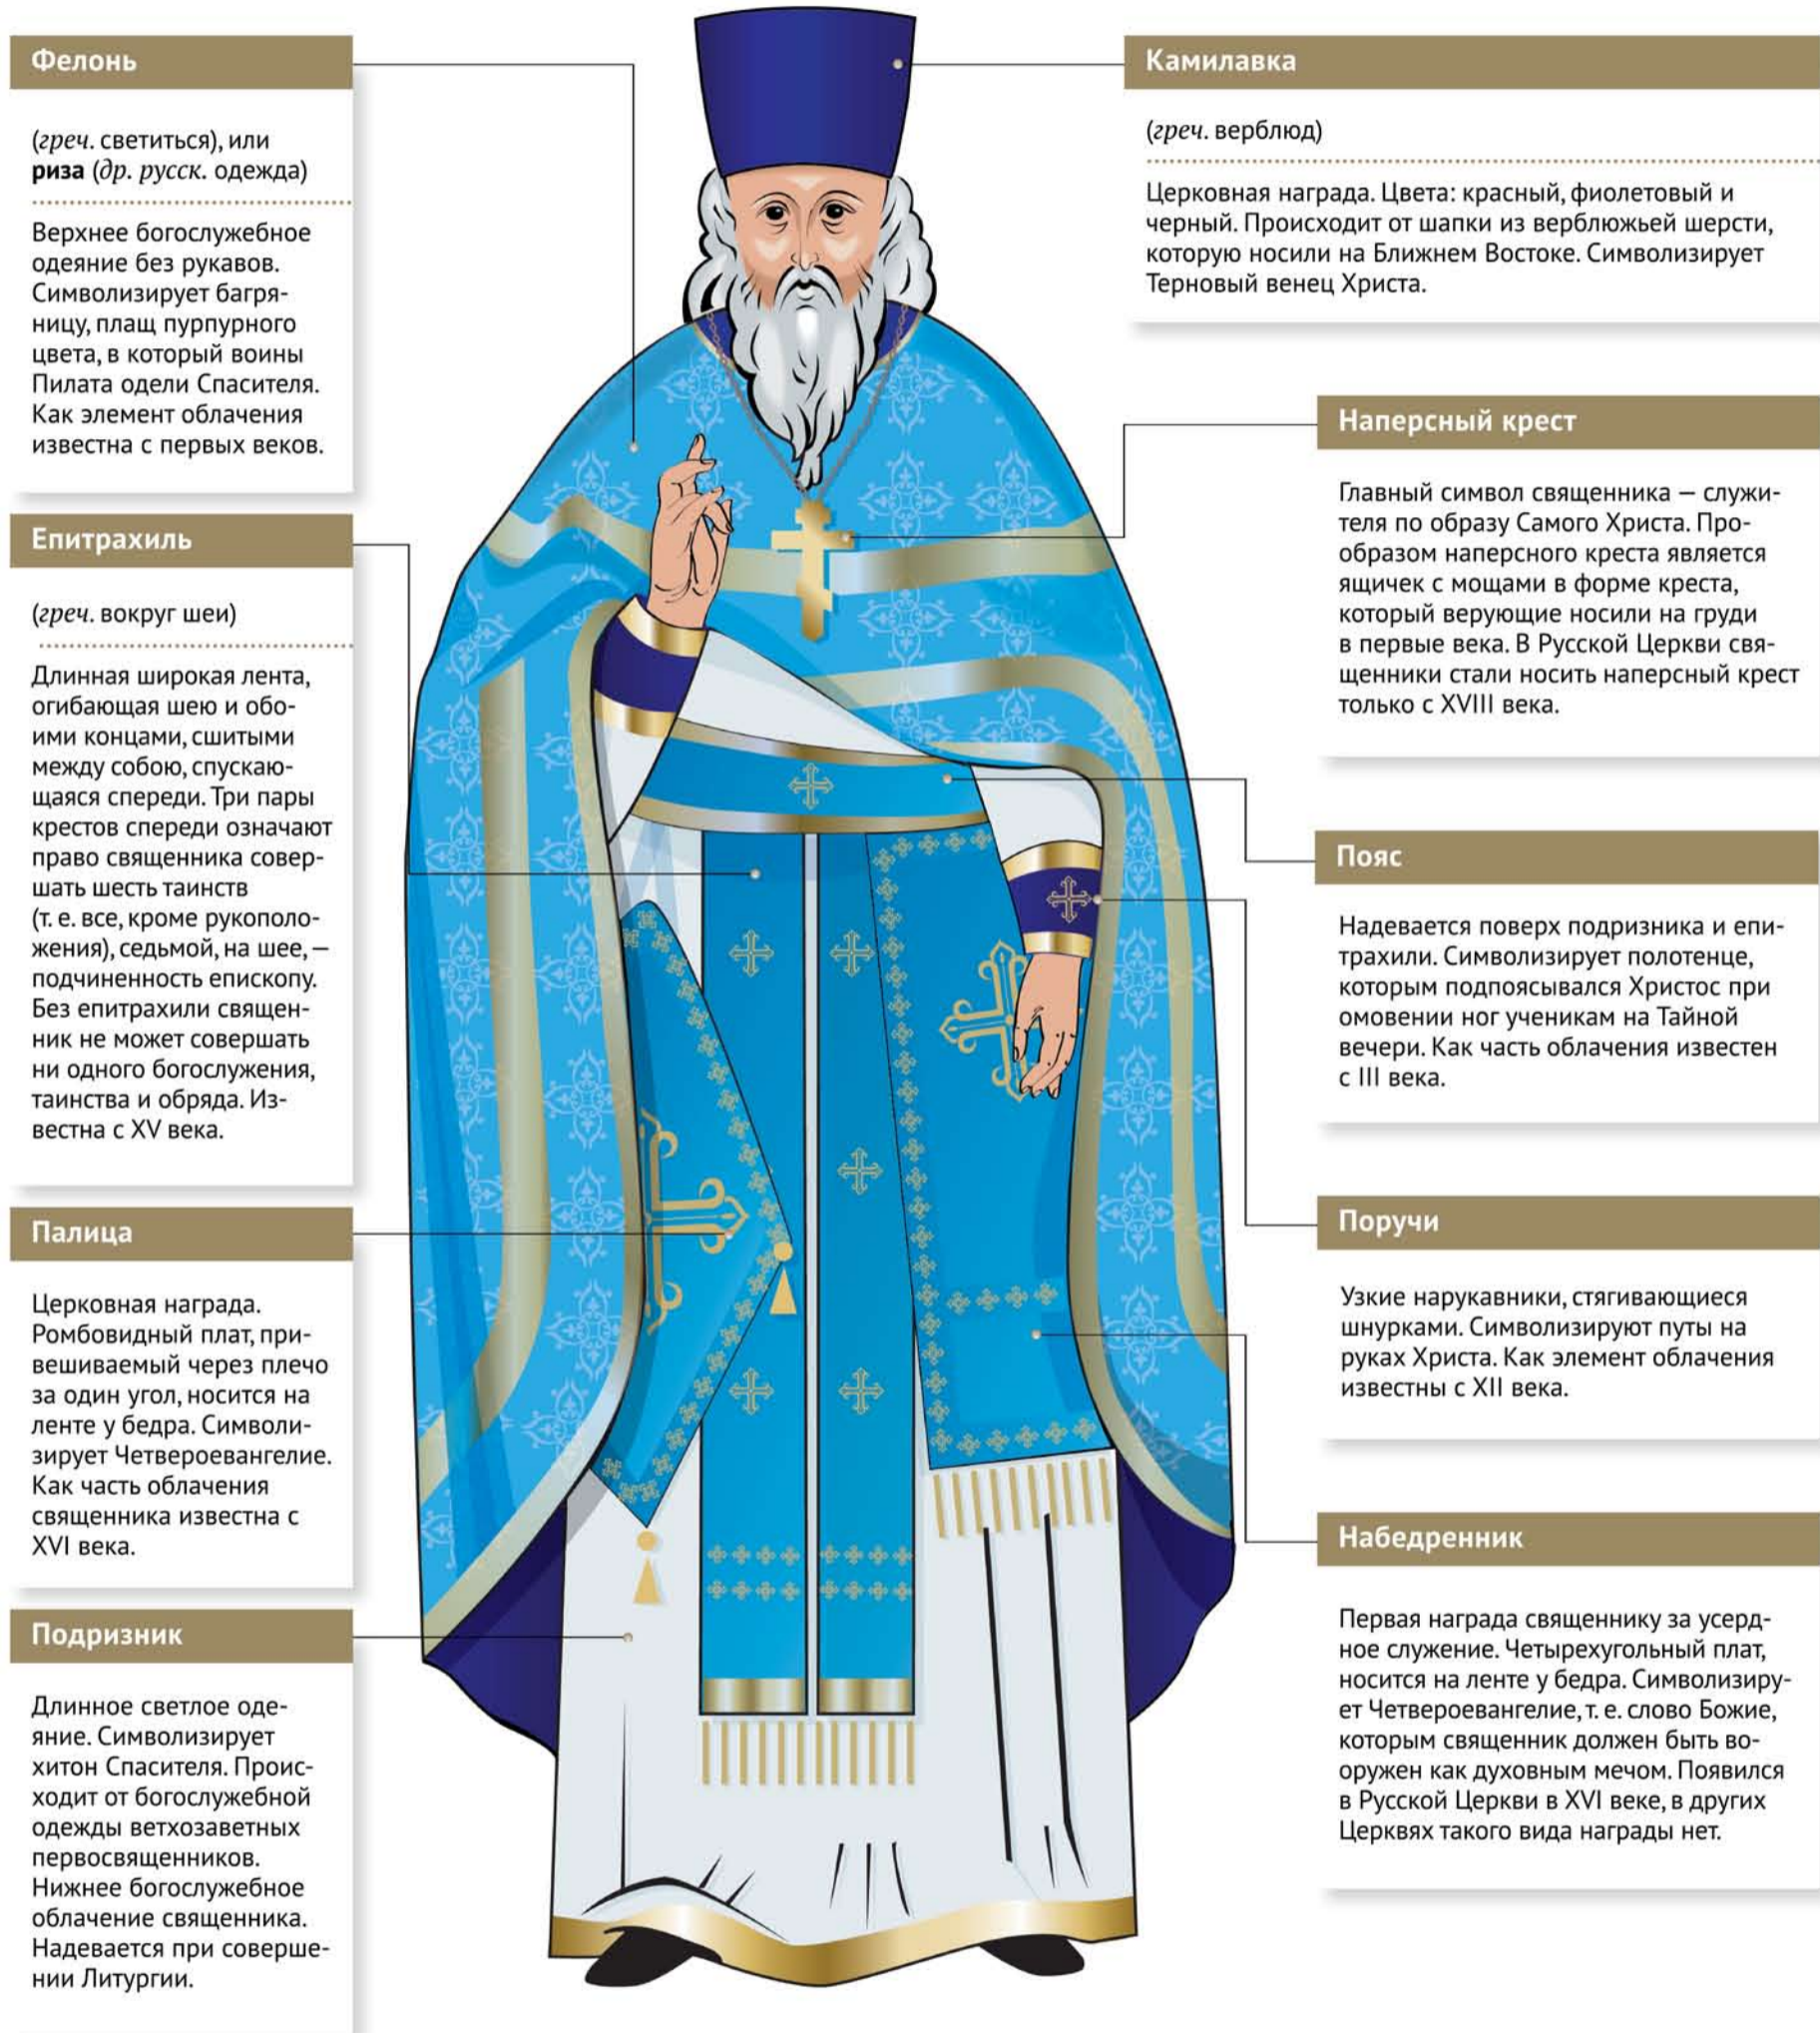 Фелонь
(греч. светиться), или
риза (др. русск. одежда)
Верхнее богослужебное
одеяние без рукавов.
Символизирует багря-
ницу, плащ пурпурного
цвета, в который воины
Пилата одели Спасителя.
Как элемент облачения
известна с первых веков.
Епитрахиль
(греч. вокруг шеи)
Длинная широкая лента,
огибающая шею и обо-
ими концами, сшитыми
между собою, спускаю-
щаяся спереди. Три пары
крестов спереди означают
право священника совер-
шать шесть таинств
(т. е. все, кроме рукополо-
жения), седьмой, на шее, —
подчиненность епископу.
Без епитрахили священ-
ник не может совершать
ни одного богослужения,
таинства и обряда. Из-
вестна с XV века.
Палица
Церковная награда.
Ромбовидный плат, при-
вешиваемый через плечо
за один угол, носится на
ленте у бедра. Символи-
зирует Четвероевангелие.
Как часть облачения
священника известна с
XVI века.
Подризник
Длинное светлое оде-
яние. Символизирует
хитон Спасителя. Проис-
ходит от богослужебной
одежды ветхозаветных
первосвященников.
Нижнее богослужебное
облачение священника.
Надевается при соверше-
нии Литургии.
Камилавка
(греч. верблюд)
Церковная награда. Цвета: красный, фиолетовый и
черный. Происходит от шапки из верблюжьей шерсти,
которую носили на Ближнем Востоке. Символизирует
Терновый венец Христа.
Наперсный крест
Главный символ священника — служи-
теля по образу Самого Христа. Про-
образом наперсного креста является
ящичек с мощами в форме креста,
который верующие носили на груди
в первые века. В Русской Церкви свя-
щенники стали носить наперсный крест
только с XVIII века.
Пояс
Надевается поверх подризника и епи-
трахили. Символизирует полотенце,
которым подпоясывался Христос при
омовении ног ученикам на Тайной
вечери. Как часть облачения известен
с III века.
Поручи
Узкие нарукавники, стягивающиеся
шнурками. Символизируют путы на
руках Христа. Как элемент облачения
известны с XII века.
Набедренник
Первая награда священнику за усерд-
ное служение. Четырехугольный плат,
носится на ленте у бедра. Символизиру-
ет Четвероевангелие, т. е. слово Божие,
которым священник должен быть во-
оружен как духовным мечом. Появился
в Русской Церкви в XVI веке, в других
Церквях такого вида награды нет.